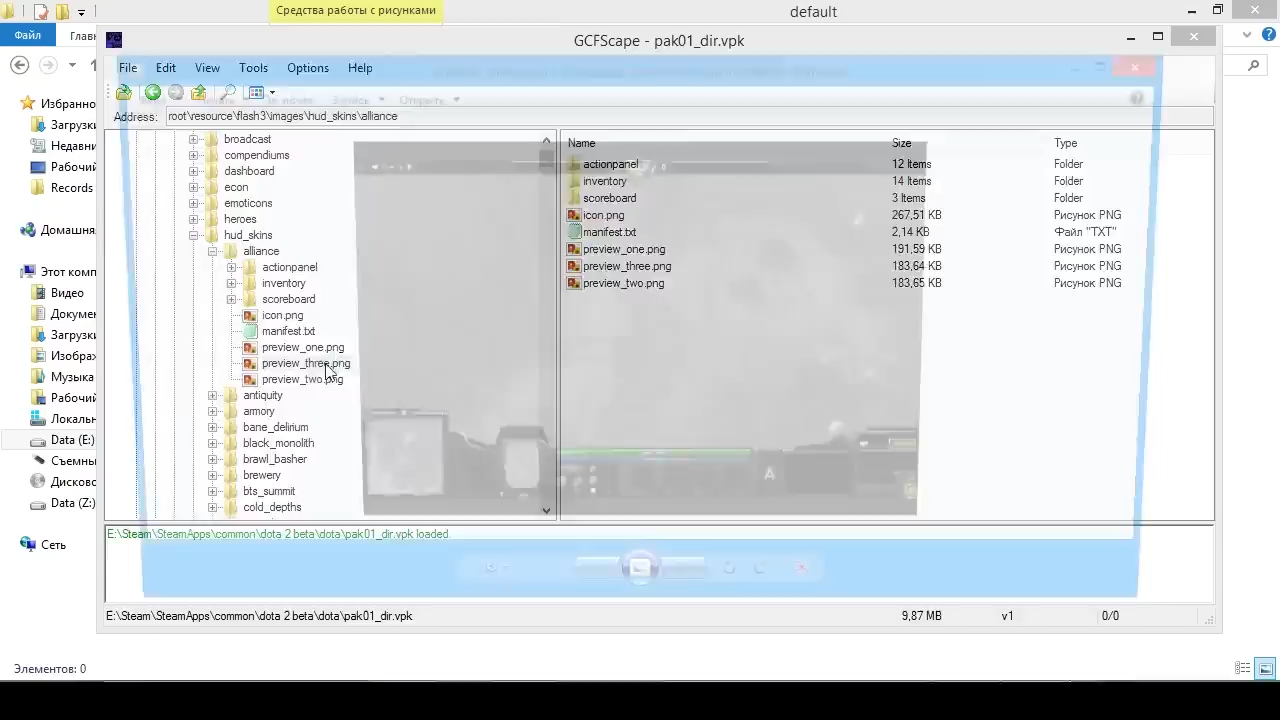 Средства работы с рисунками
default
Файл
Главн
GCFScape - pak01_dir.vpk
File Edit View Tools Options Help
Address: root\resource\flash3\images\hud_skins\alliance
Избранно
Загрузки
Недавни
Рабочий
Records
Домашня
Этот комп
Видео
Докумен
Загрузки
Изображ
Музыка
Рабочий
Локальн
Data (E:)
Съемны
Дисково
Data (Z:)
Сеть
broadcast
compendiums
dashboard
econ
emoticons
heroes
hud_skins
alliance
actionpanel
inventory
scoreboard
icon.png
manifest.txt
preview_one.png
preview_three.png
preview_two.png
antiquity
armory
bane_delirium
black_monolith
brawl_basher
brewery
bts_summit
cold_depths
Name Size Type
actionpanel 12 Items Folder
inventory 14 Items Folder
scoreboard 3 Items Folder
icon.png 267,51 KB Рисунок PNG
manifest.txt 2,14 KB Файл "TXT"
preview_one.png 191,59 KB Рисунок PNG
preview_three.png 183,64 KB Рисунок PNG
preview_two.png 183,65 KB Рисунок PNG
E:\Steam\SteamApps\common\dota 2 beta\dota\pak01_dir.vpk loaded.
E:\Steam\SteamApps\common\dota 2 beta\dota\pak01_dir.vpk 9,87 MB v1 0/0
Элементов: 0